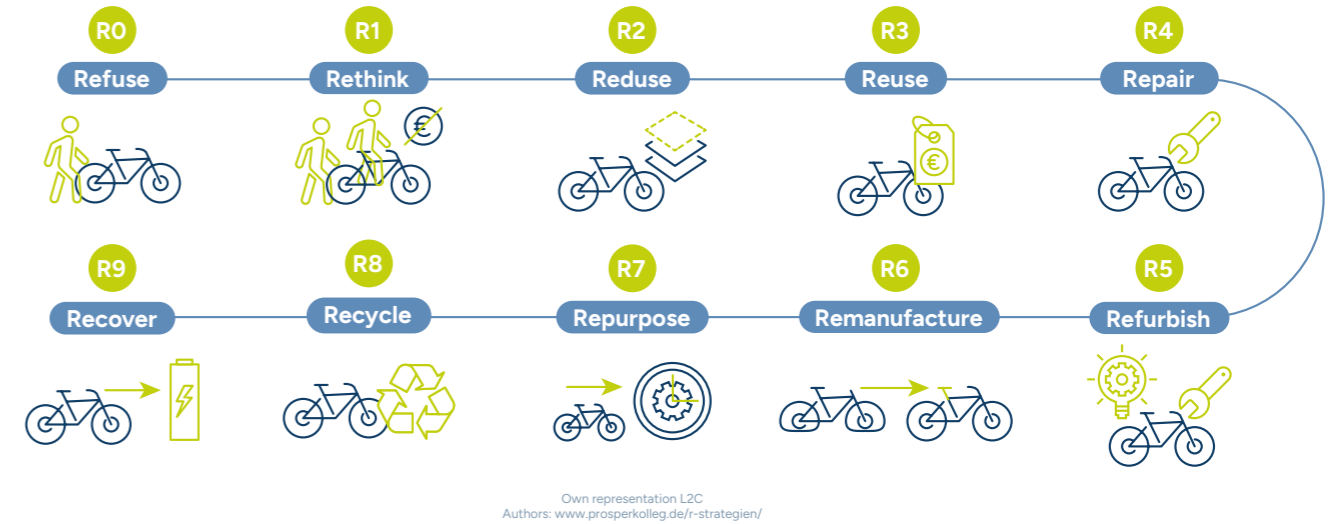 R0
Refuse
R1
Rethink
€
R2
Reduse
R3
Reuse
€
R4
Repair
R5
Refurbish
R6
Remanufacture
R7
Repurpose
R8
Recycle
R9
Recover
Own representation L2C
Authors: www.prosperkolleg.de/r-strategien/